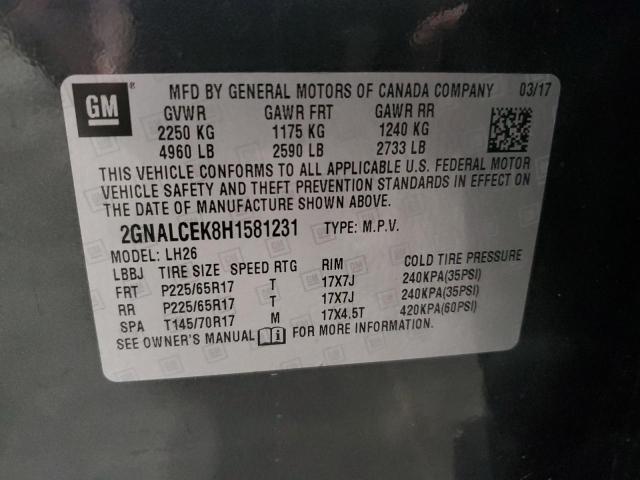 GM
MFD BY GENERAL MOTORS OF CANADA COMPANY 03/17
GVWR GAWR FRT GAWR RR
2250 KG 1175 KG 1240 KG
4960 LB 2590 LB 2733 LB
THIS VEHICLE CONFORMS TO ALL APPLICABLE U.S. FEDERAL MOTOR
VEHICLE SAFETY AND THEFT PREVENTION STANDARDS IN EFFECT ON
THE DATE OF MANUFACTURE SHOWN ABOVE.
2GNALCEK8H1581231 TYPE: M.P.V.
MODEL: LH26
LBBJ TIRE SIZE SPEED RTG RIM COLD TIRE PRESSURE
FRT P225/65R17 T 17X7J 240KPA(35PSI)
RR P225/65R17 T 17X7J 240KPA(35PSI)
SPA T145/70R17 M 17X4.5T 420KPA(60PSI)
SEE OWNER'S MANUAL FOR MORE INFORMATION.